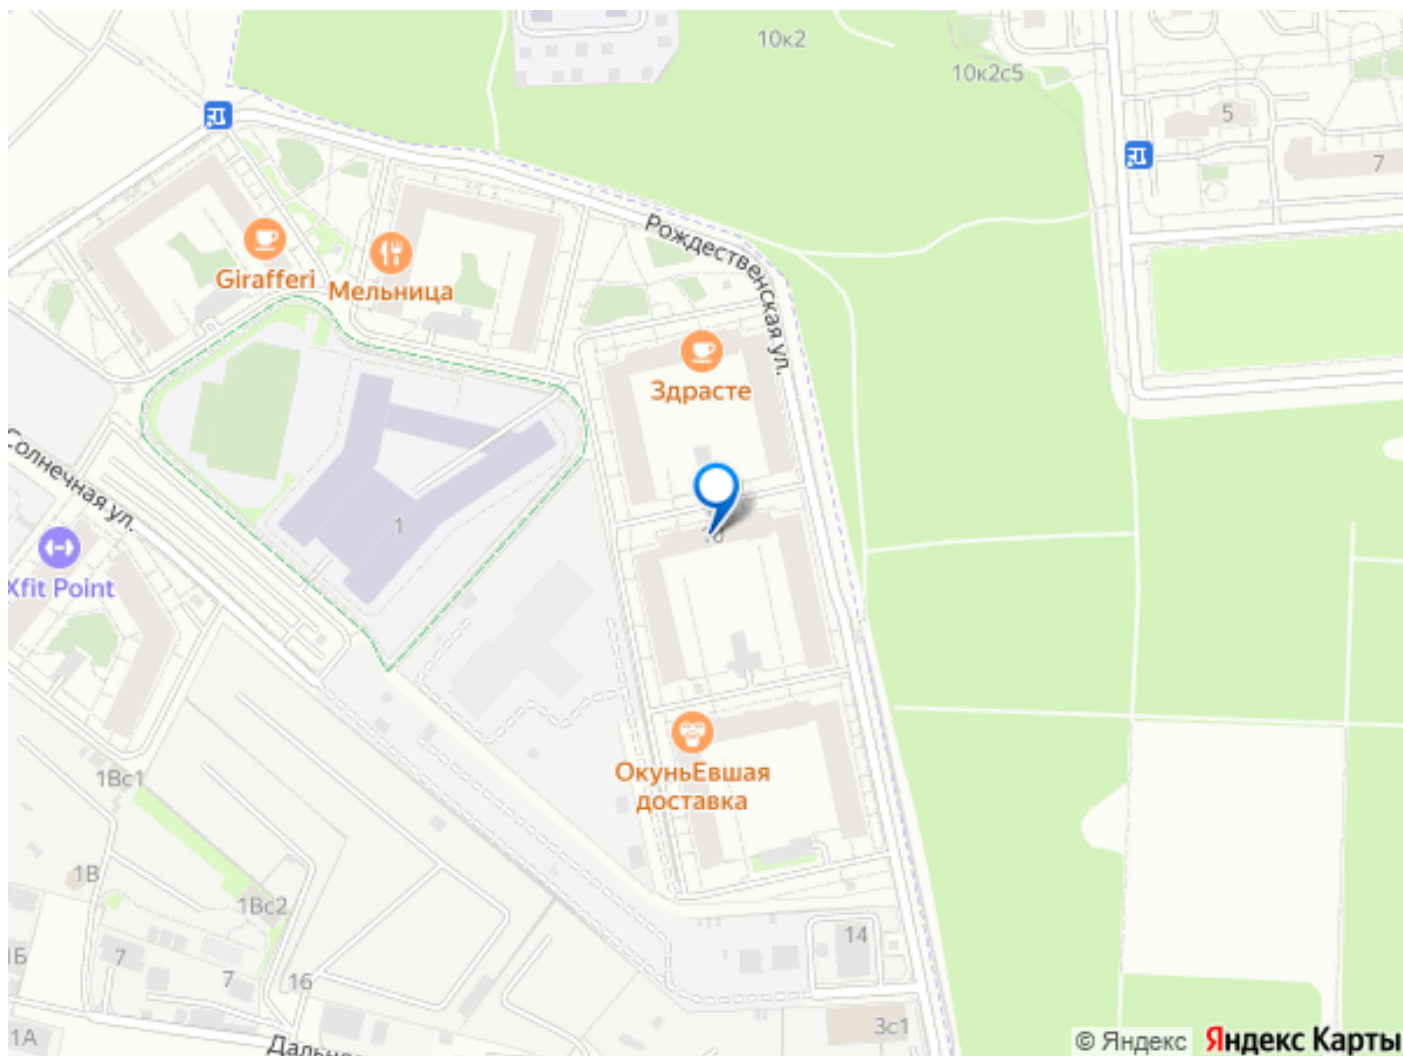 10к2
10к2с5
5
7
Рождественская ул.
Girafferi
Мельница
Здрасте
Солнечная ул.
1
Xfit Point
ОкуньЕвшая
доставка
1Вс1
1В
1Вс2
1Б
7
7
16
14
3с1
1А
© Яндекс
Яндекс Карты